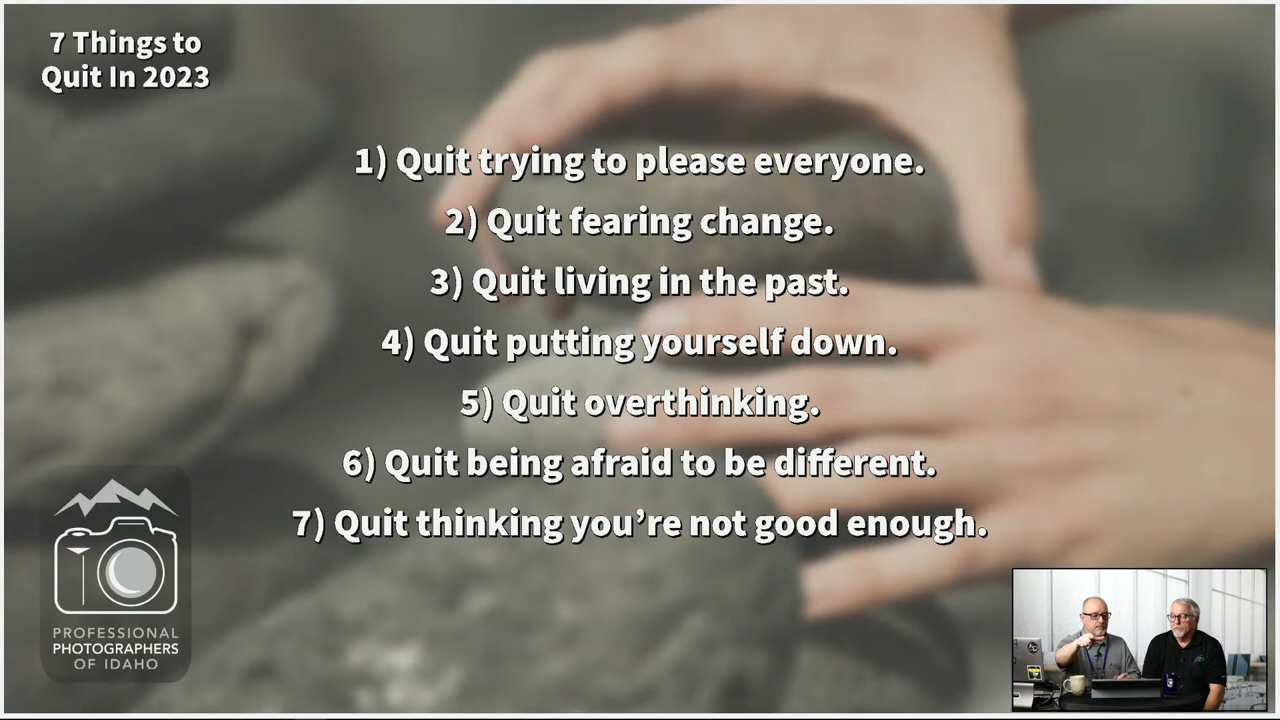 7 Things to
Quit In 2023
1) Quit trying to please everyone.
2) Quit fearing change.
3) Quit living in the past.
4) Quit putting yourself down.
5) Quit overthinking.
6) Quit being afraid to be different.
7) Quit thinking you’re not good enough.
PROFESSIONAL
PHOTOGRAPHERS
OF IDAHO